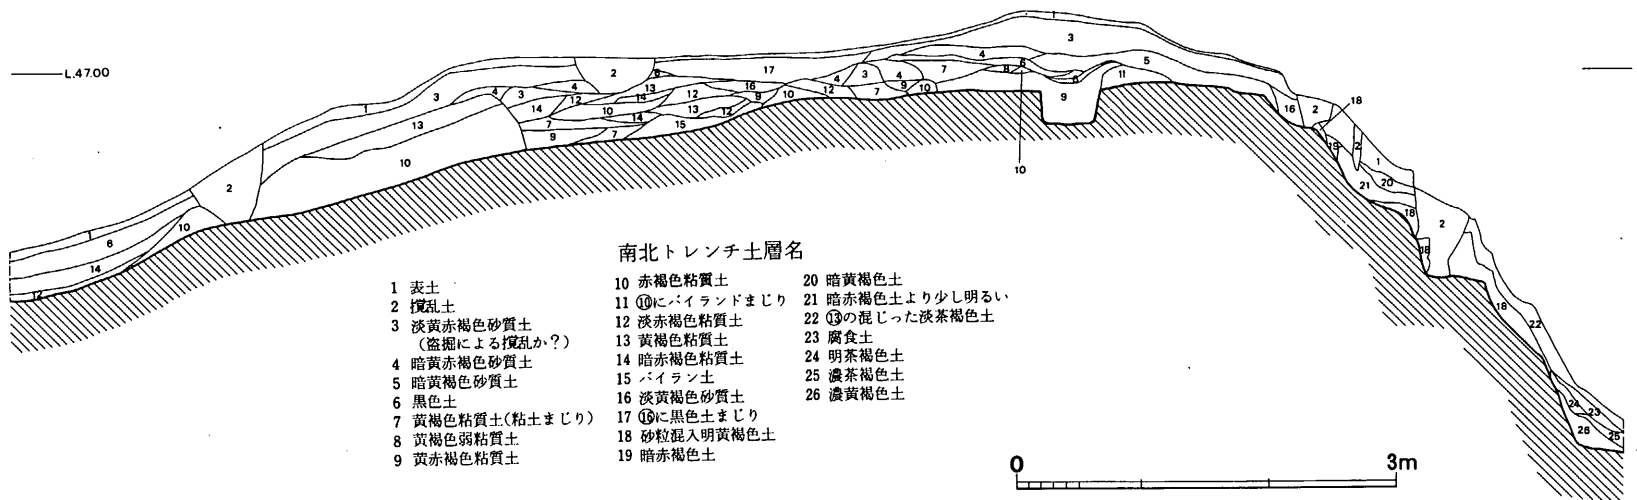 L.47.00
南北トレンチ土層名
1 表土
2 攪乱土
3 淡黄赤褐色砂質土
(盗掘による攪乱か?)
4 暗黄赤褐色砂質土
5 暗黄褐色砂質土
6 黒色土
7 黄褐色粘質土(粘土まじり)
8 黄褐色弱粘質土
9 黄赤褐色粘質土
10 赤褐色粘質土
11 ⑩にバイランドまじり
12 淡赤褐色粘質土
13 黄褐色粘質土
14 暗赤褐色粘質土
15 バイラン土
16 淡黄褐色砂質土
17 ⑯に黒色土まじり
18 砂粒混入明黄褐色土
19 暗赤褐色土
20 暗黄褐色土
21 暗赤褐色土より少し明るい
22 ⑬の混じった淡茶褐色土
23 腐食土
24 明茶褐色土
25 濃茶褐色土
26 濃黄褐色土
0 3m